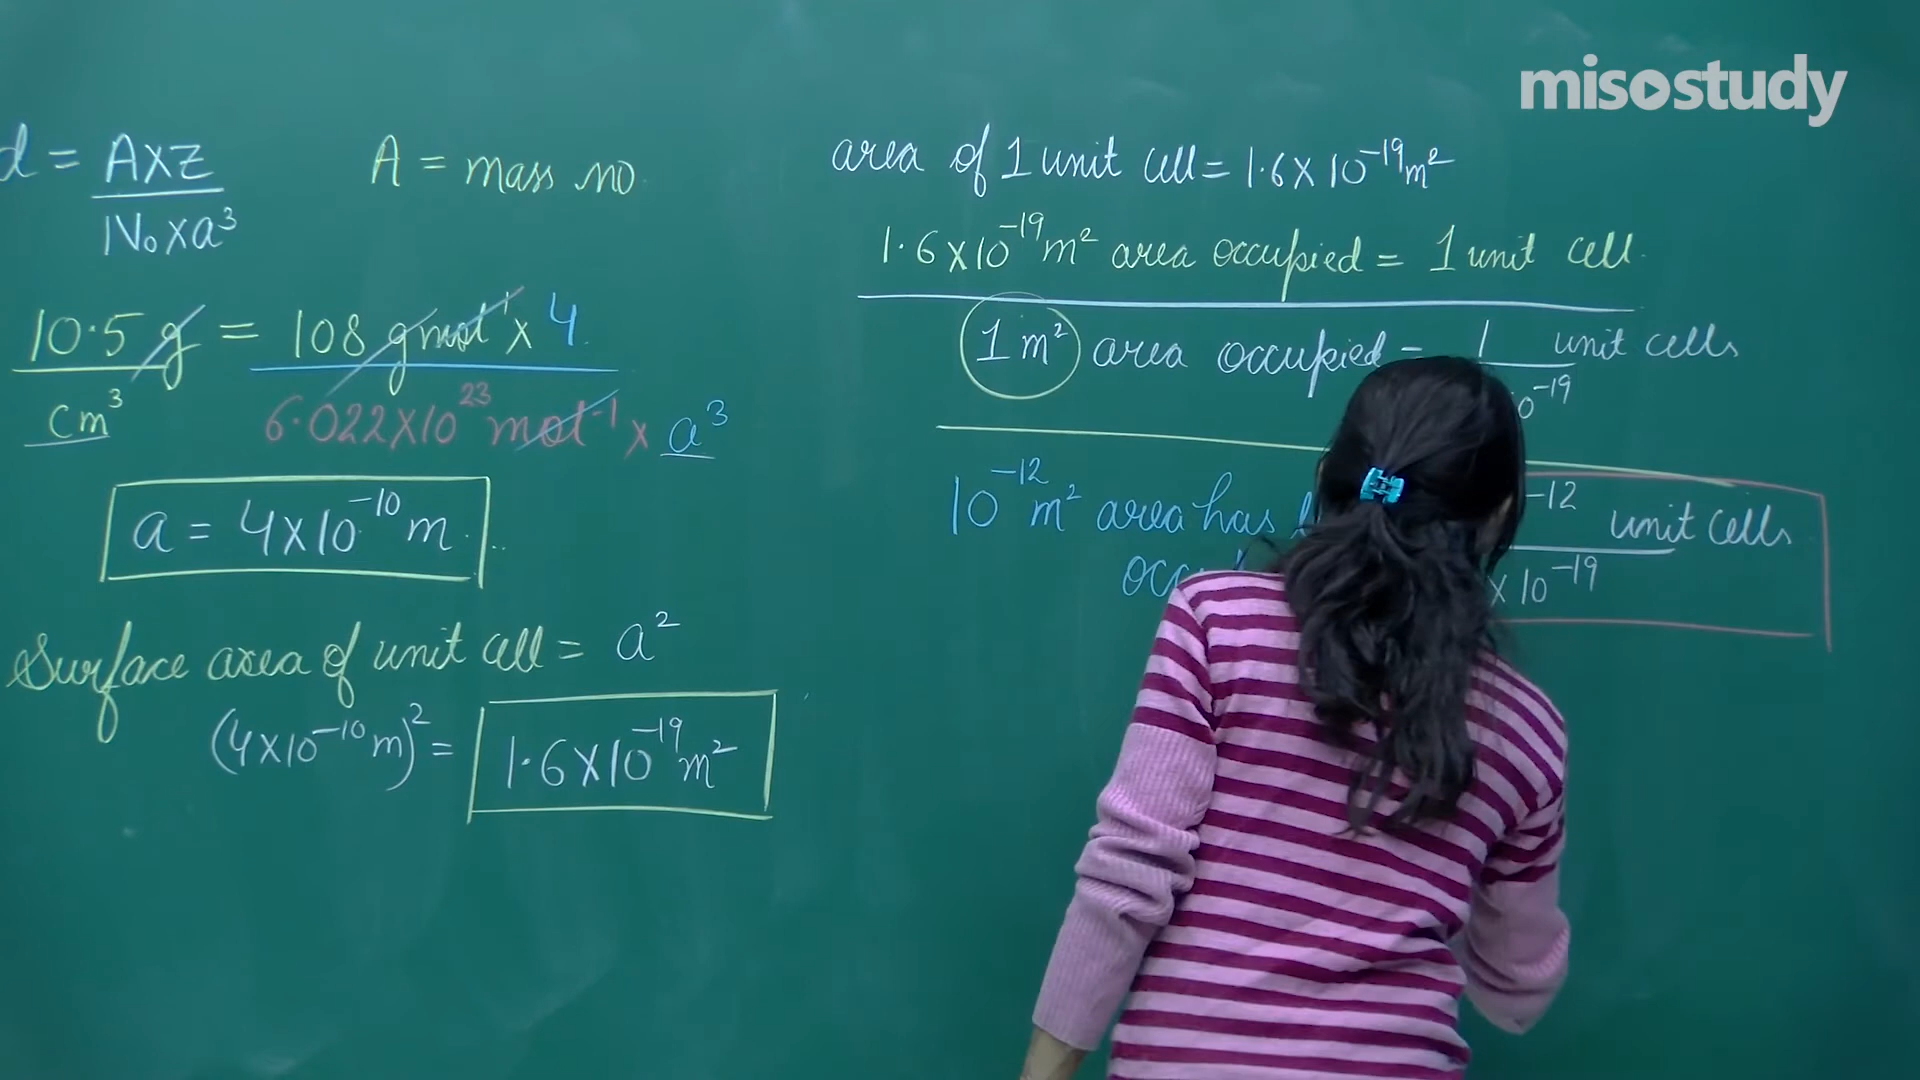 misostudy
d = A×Z / N₀×a³
A = mass no.
10.5 g / cm³ = 108 g mol⁻¹ × 4 / 6.022×10²³ mol⁻¹ × a³
a = 4×10⁻¹⁰ m.
Surface area of unit cell = a²
(4×10⁻¹⁰ m)² = 1.6×10⁻¹⁹ m²
area of 1 unit cell = 1.6×10⁻¹⁹ m²
1.6×10⁻¹⁹ m² area occupied = 1 unit cell.
1 m² area occupied = 1 / 0⁻¹⁹ unit cells
10⁻¹² m² area has
⁻¹² / ×10⁻¹⁹ unit cells